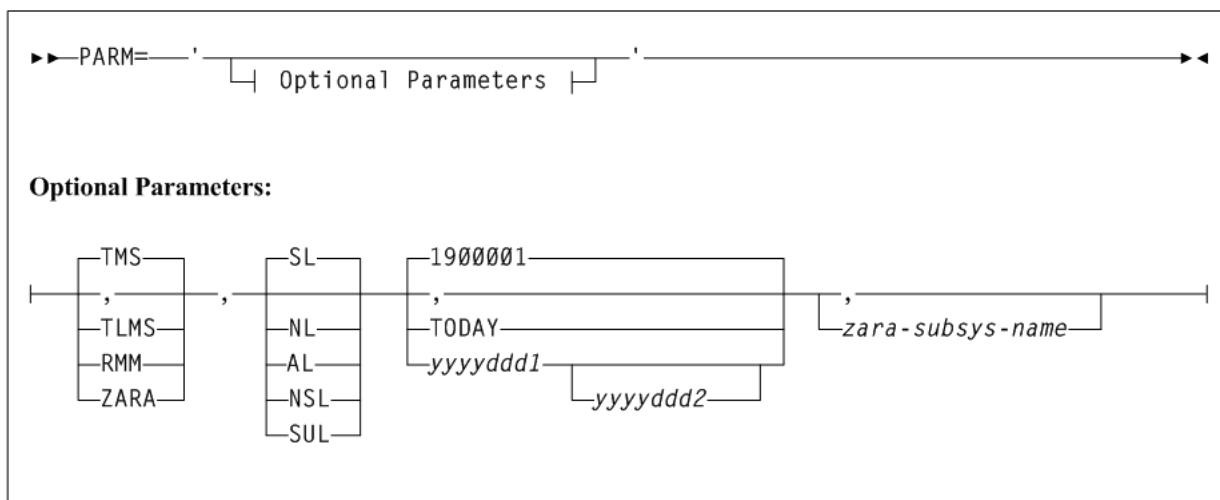 PARM= ' '
Optional Parameters
Optional Parameters:
TMS SL 1900001
, , , ,
TLMS NL TODAY zara-subsys-name
RMM AL yyyyddd1
ZARA NSL yyyyddd2
SUL